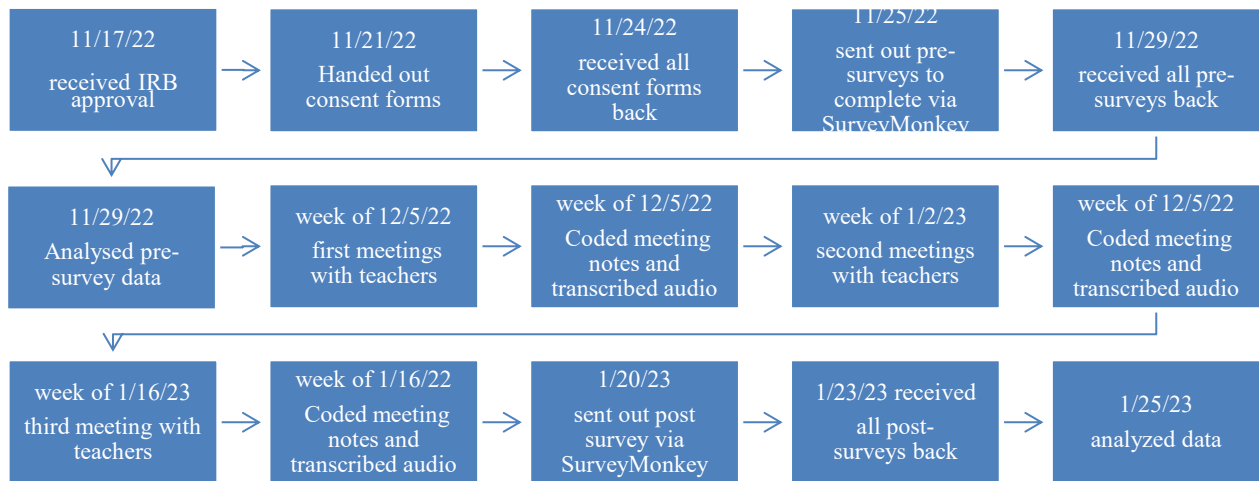 11/17/22
received IRB
approval
11/21/22
Handed out
consent forms
11/24/22
received all
consent forms
back
11/25/22
sent out pre-
surveys to
complete via
SurveyMonkey
11/29/22
received all pre-
surveys back
11/29/22
Analysed pre-
survey data
week of 12/5/22
first meetings
with teachers
week of 12/5/22
Coded meeting
notes and
transcribed audio
week of 1/2/23
second meetings
with teachers
week of 12/5/22
Coded meeting
notes and
transcribed audio
week of 1/16/23
third meeting with
teachers
week of 1/16/22
Coded meeting
notes and
transcribed audio
1/20/23
sent out post
survey via
SurveyMonkey
1/23/23 received
all post-
surveys back
1/25/23
analyzed data